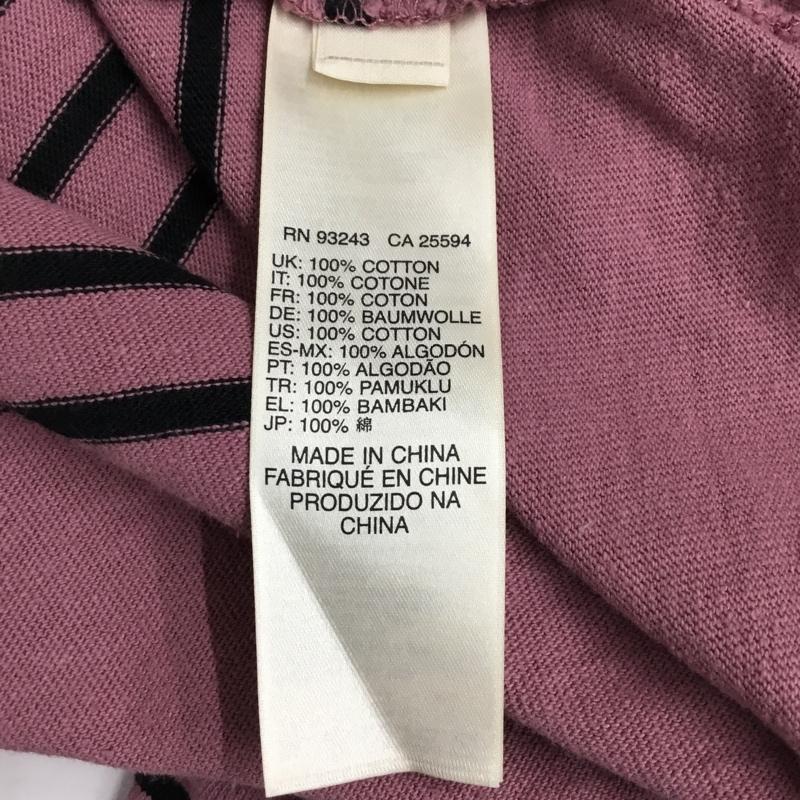 RN 93243 CA 25594
UK: 100% COTTON
IT: 100% COTONE
FR: 100% COTON
DE: 100% BAUMWOLLE
US: 100% COTTON
ES-MX: 100% ALGODÓN
PT: 100% ALGODÃO
TR: 100% PAMUKLU
EL: 100% BAMBAKI
JP: 100% 綿
MADE IN CHINA
FABRIQUÉ EN CHINE
PRODUZIDO NA
CHINA